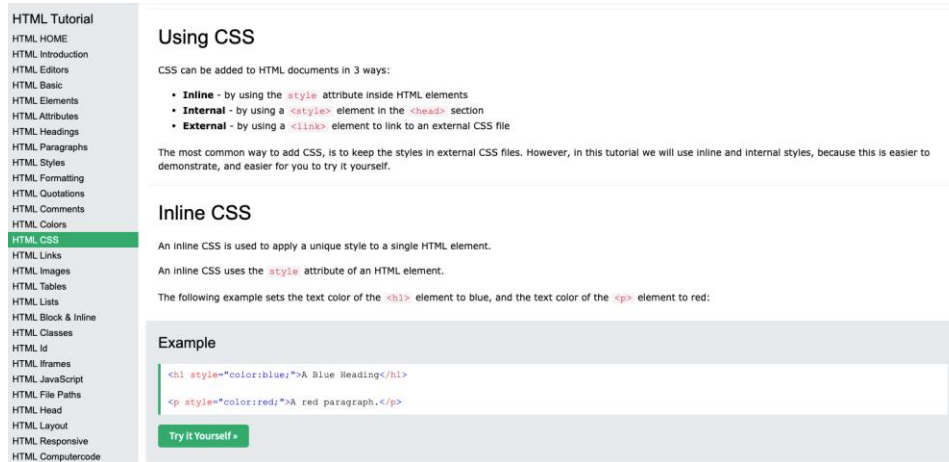 HTML Tutorial
HTML HOME
HTML Introduction
HTML Editors
HTML Basic
HTML Elements
HTML Attributes
HTML Headings
HTML Paragraphs
HTML Styles
HTML Formatting
HTML Quotations
HTML Comments
HTML Colors
HTML CSS
HTML Links
HTML Images
HTML Tables
HTML Lists
HTML Block & Inline
HTML Classes
HTML Id
HTML Iframes
HTML JavaScript
HTML File Paths
HTML Head
HTML Layout
HTML Responsive
HTML Computercode
Using CSS
CSS can be added to HTML documents in 3 ways:
• Inline - by using the style attribute inside HTML elements
• Internal - by using a <style> element in the <head> section
• External - by using a <link> element to link to an external CSS file
The most common way to add CSS, is to keep the styles in external CSS files. However, in this tutorial we will use inline and internal styles, because this is easier to
demonstrate, and easier for you to try it yourself.
Inline CSS
An inline CSS is used to apply a unique style to a single HTML element.
An inline CSS uses the style attribute of an HTML element.
The following example sets the text color of the <h1> element to blue, and the text color of the <p> element to red:
Example
<h1 style="color:blue;">A Blue Heading</h1>
<p style="color:red;">A red paragraph.</p>
Try it Yourself »